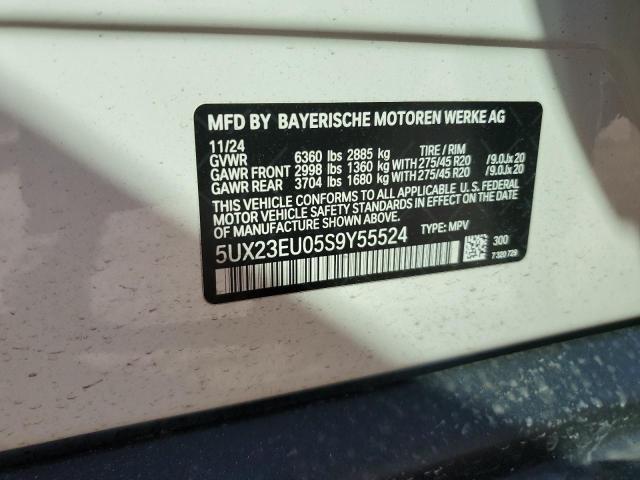 MFD BY BAYERISCHE MOTOREN WERKE AG
11/24 TIRE / RIM
GVWR 6360 lbs 2885 kg
GAWR FRONT 2998 lbs 1360 kg WITH 275/45 R20 /9.0Jx20
GAWR REAR 3704 lbs 1680 kg WITH 275/45 R20 /9.0Jx20
THIS VEHICLE CONFORMS TO ALL APPLICABLE U. S. FEDERAL
MOTOR VEHICLE SAFETY STANDARDS IN EFFECT ON THE DATE
OF MANUFACTURE SHOWN ABOVE.
5UX23EU05S9Y55524 TYPE: MPV
300
7 320 729